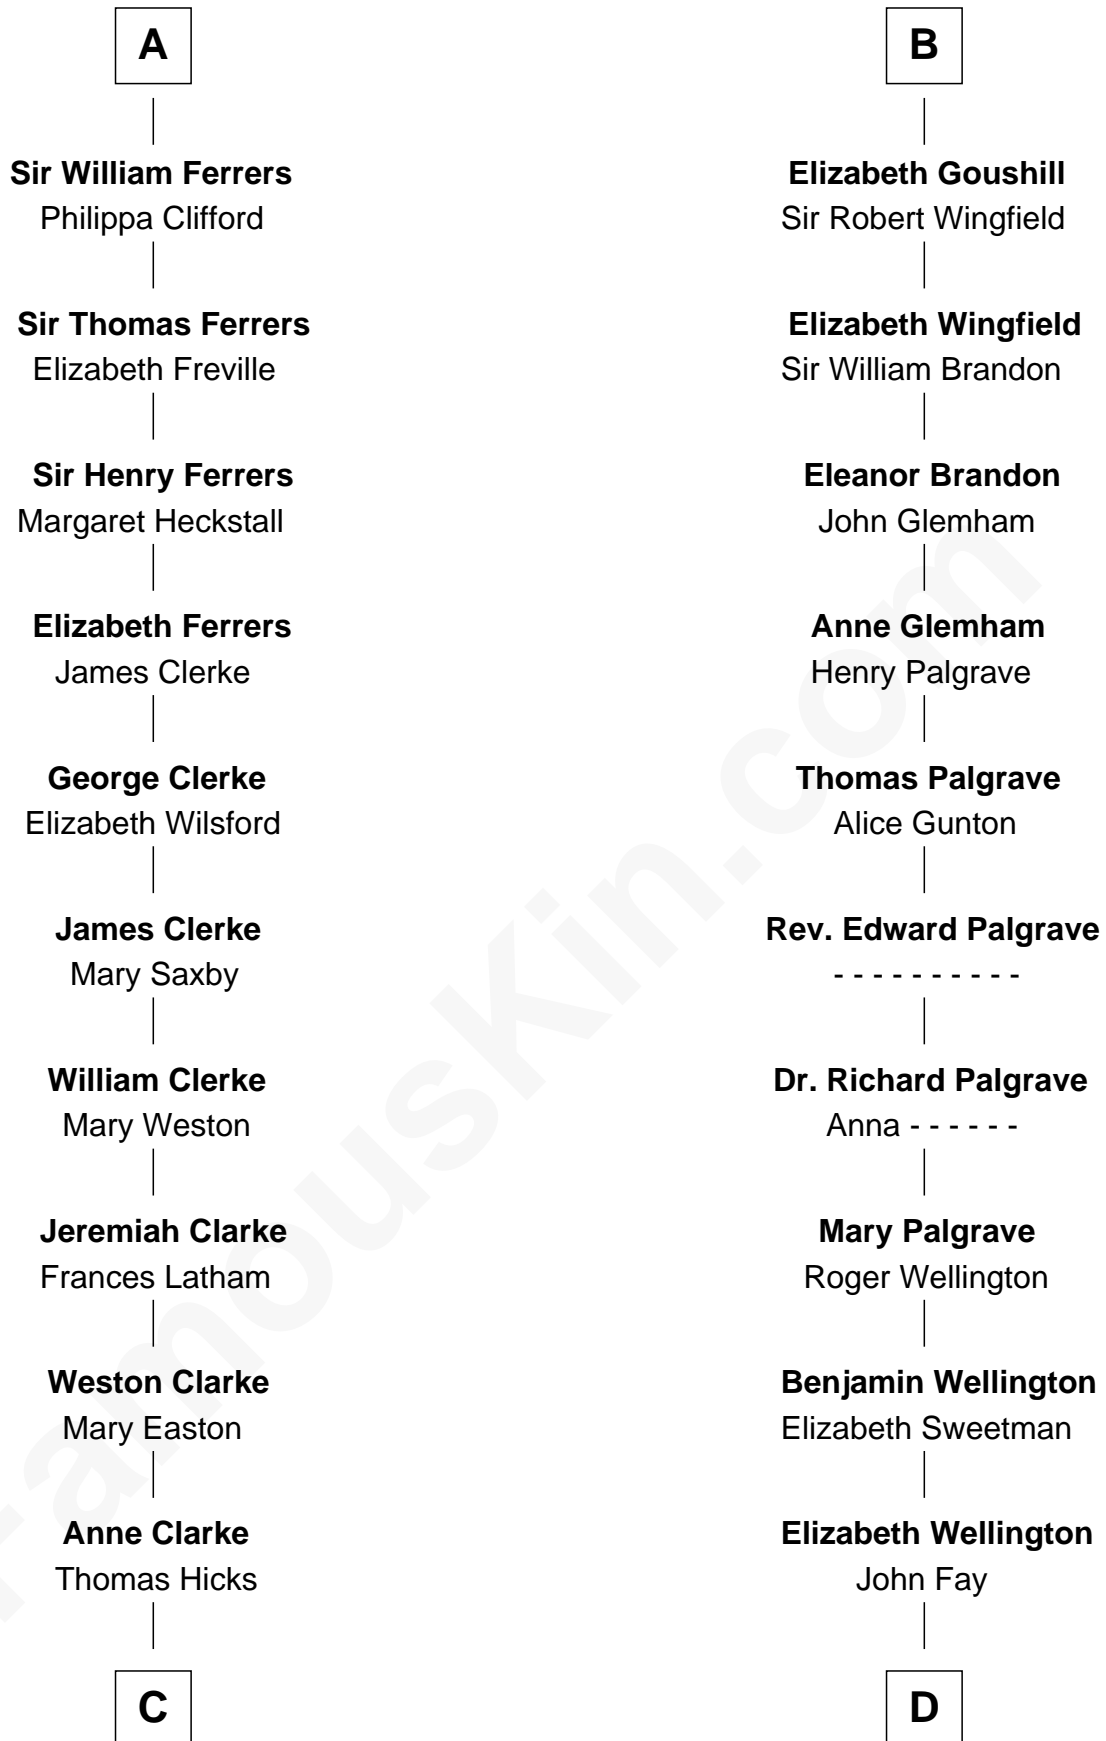 A
Sir William Ferrers
Philippa Clifford
Sir Thomas Ferrers
Elizabeth Freville
Sir Henry Ferrers
Margaret Heckstall
Elizabeth Ferrers
James Clerke
George Clerke
Elizabeth Wilsford
James Clerke
Mary Saxby
William Clerke
Mary Weston
Jeremiah Clarke
Frances Latham
Weston Clarke
Mary Easton
Anne Clarke
Thomas Hicks
C
B
Elizabeth Goushill
Sir Robert Wingfield
Elizabeth Wingfield
Sir William Brandon
Eleanor Brandon
John Glemham
Anne Glemham
Henry Palgrave
Thomas Palgrave
Alice Gunton
Rev. Edward Palgrave
- - - - - - - - - -
Dr. Richard Palgrave
Anna - - - - - -
Mary Palgrave
Roger Wellington
Benjamin Wellington
Elizabeth Sweetman
Elizabeth Wellington
John Fay
D
FamousKin.com